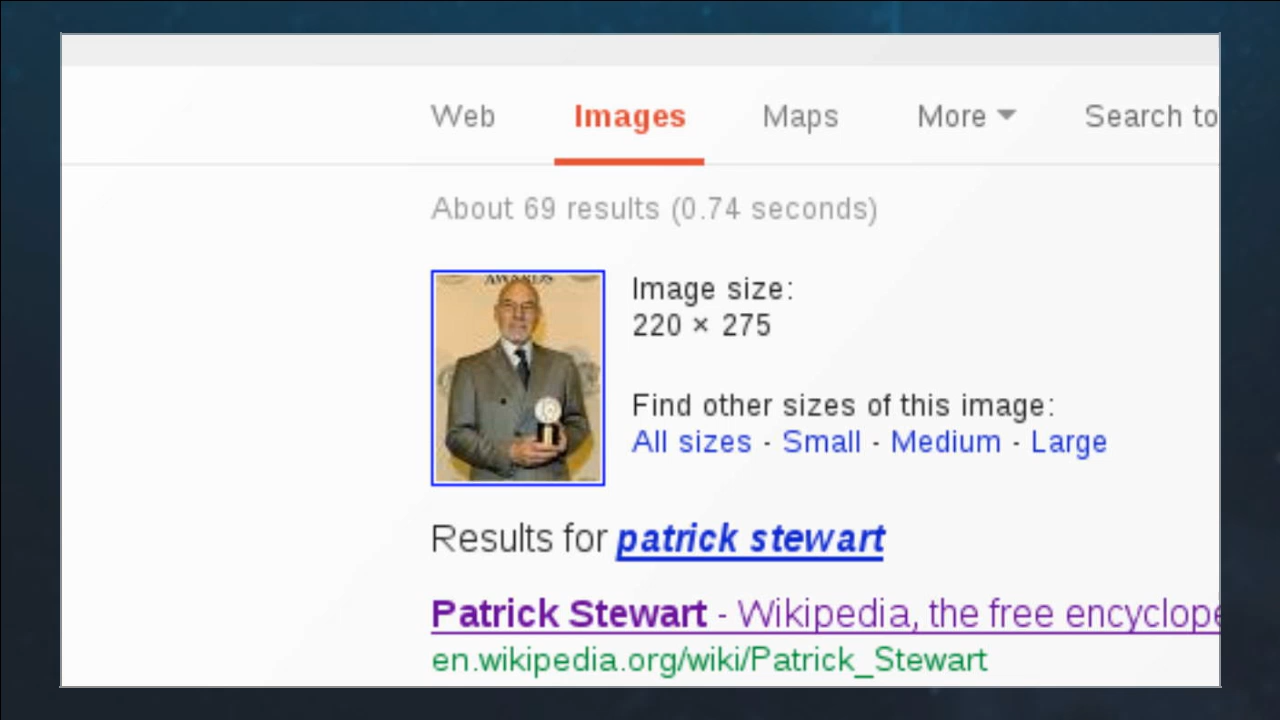 Web Images Maps More Search to
About 69 results (0.74 seconds)
AWARDS
Image size:
220 × 275
Find other sizes of this image:
All sizes - Small - Medium - Large
Results for patrick stewart
Patrick Stewart - Wikipedia, the free encyclope
en.wikipedia.org/wiki/Patrick_Stewart